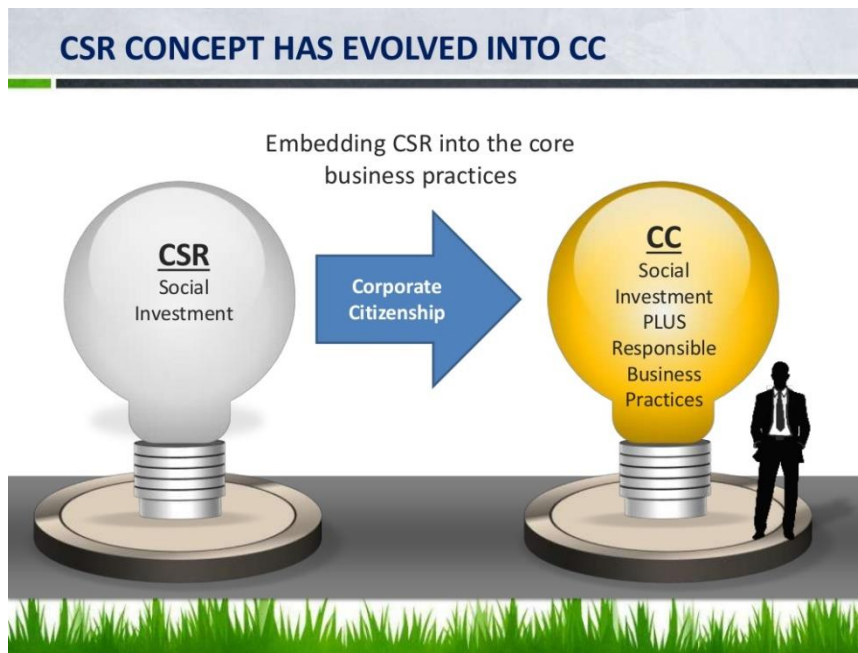 CSR CONCEPT HAS EVOLVED INTO CC
Embedding CSR into the core
business practices
CSR
Social
Investment
Corporate
Citizenship
CC
Social
Investment
PLUS
Responsible
Business
Practices